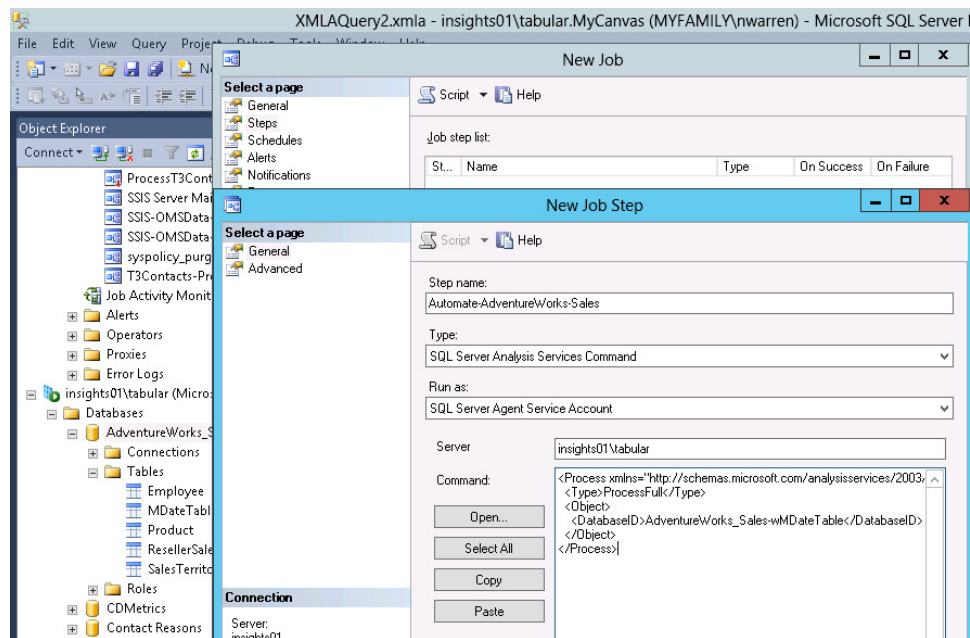 XMLAQuery2.xmla - insights01\tabular.MyCanvas (MYFAMILY\nwarren) - Microsoft SQL Server
File Edit View Query Project Debug Tools Window Help
New Job
Select a page
General
Steps
Schedules
Alerts
Notifications
Script Help
Job step list:
St... Name Type On Success On Failure
Object Explorer
Connect
ProcessT3Cont
SSIS Server Mai
SSIS-OMSData-
SSIS-OMSData-
syspolicy_purg
T3Contacts-Pr
Job Activity Monit
Alerts
Operators
Proxies
Error Logs
insights01\tabular (Micro
Databases
AdventureWorks_S
Connections
Tables
Employee
MDateTabl
Product
ResellerSale
SalesTerrito
Roles
CDMetrics
Contact Reasons
New Job Step
Select a page
General
Advanced
Script Help
Step name:
Automate-AdventureWorks-Sales
Type:
SQL Server Analysis Services Command
Run as:
SQL Server Agent Service Account
Server
insights01\tabular
Command:
Open...
Select All
Copy
Paste
<Process xmlns="http://schemas.microsoft.com/analysisservices/2003/
<Type>ProcessFull</Type>
<Object>
<DatabaseID>AdventureWorks_Sales-wMDateTable</DatabaseID>
</Object>
</Process>
Connection
Server:
insights01